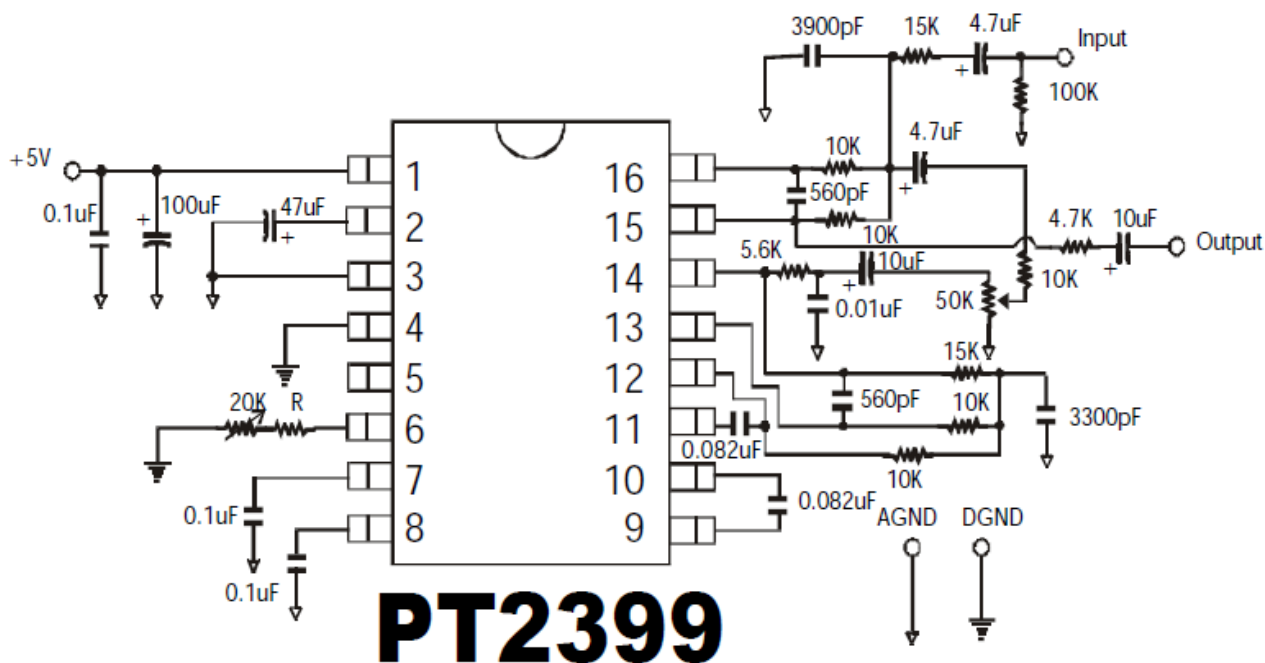 3900pF 15K 4.7uF Input
100K
+5V 1 16 10K 4.7uF
0.1uF 100uF + 47uF + 2 560pF +
15 10K 4.7K 10uF Output
3 14 5.6K 10uF + +
0.01uF 50K 10K
4 13
5 12 15K
20K R 560pF 10K 3300pF
6 11 0.082uF
10K
7 10
0.1uF 0.082uF AGND DGND
8 9
0.1uF
PT2399